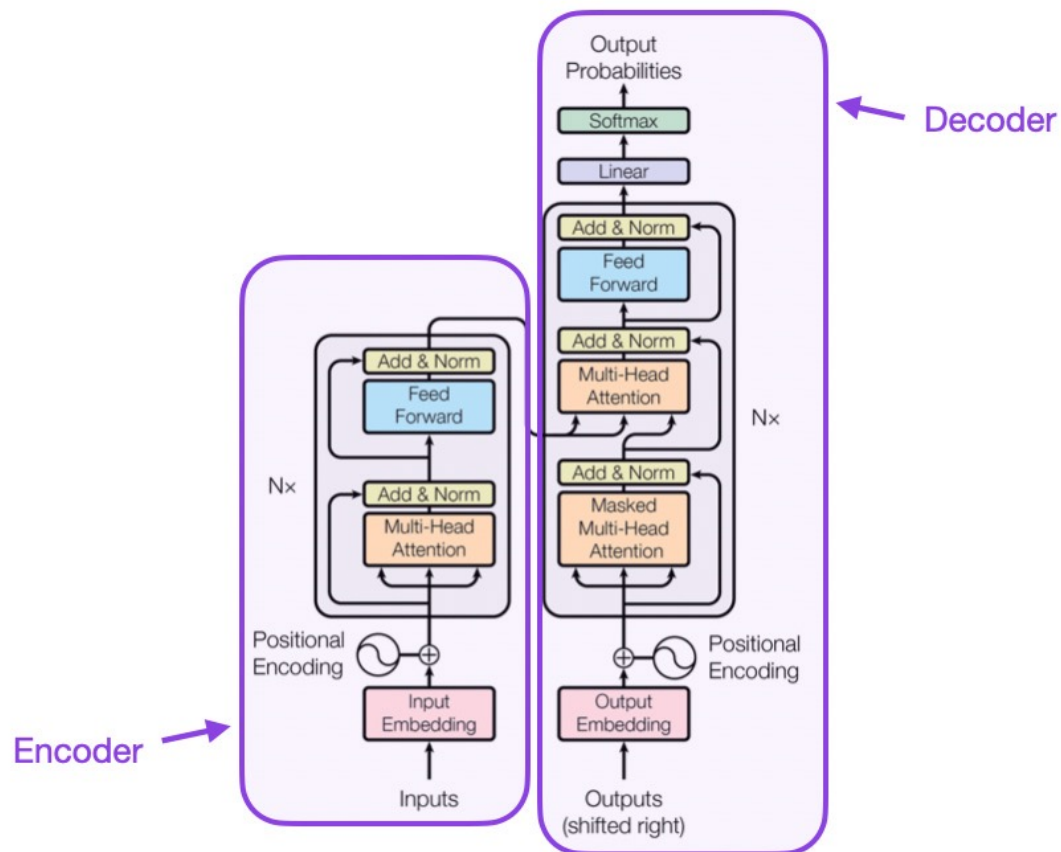 Output
Probabilities
Softmax
Linear
Add & Norm
Feed
Forward
Add & Norm
Multi-Head
Attention
Add & Norm
Masked
Multi-Head
Attention
Nx
Positional
Encoding
Output
Embedding
Outputs
(shifted right)
Decoder
Add & Norm
Feed
Forward
Add & Norm
Multi-Head
Attention
Nx
Positional
Encoding
Input
Embedding
Inputs
Encoder